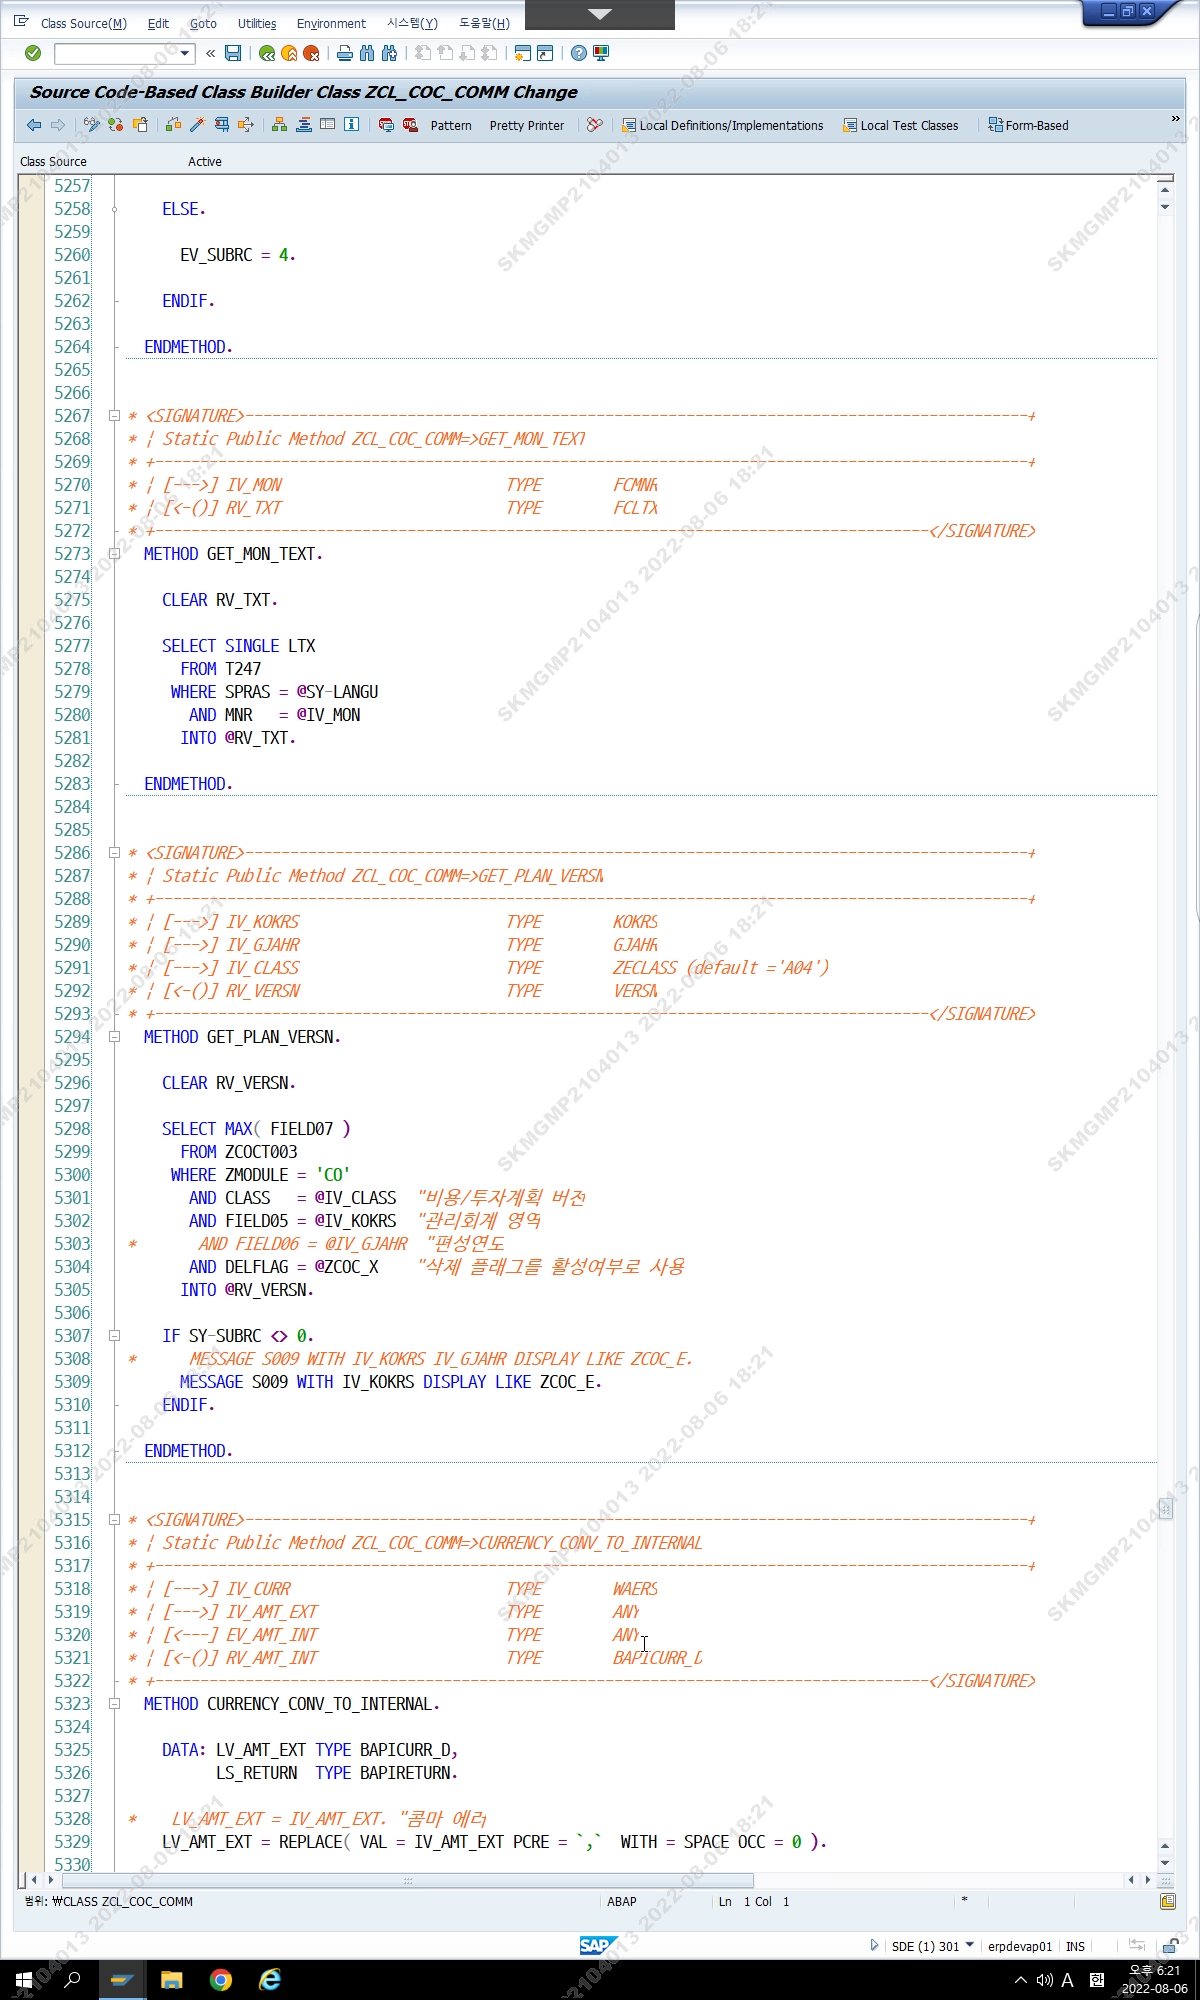 Class Source(M) Edit Goto Utilities Environment 시스템(Y) 도움말(H)
Source Code-Based Class Builder Class ZCL_COC_COMM Change
Pattern Pretty Printer Local Definitions/Implementations Local Test Classes Form-Based
Class Source Active
5257
5258 ELSE.
5259
5260 EV_SUBRC = 4.
5261
5262 ENDIF.
5263
5264 ENDMETHOD.
5265
5266
5267 * <SIGNATURE>---------------------------------------------------------------------------------------+
5268 * | Static Public Method ZCL_COC_COMM=>GET_MON_TEXT
5269 * +-------------------------------------------------------------------------------------------------+
5270 * | [--->] IV_MON TYPE FCMNR
5271 * | [<-()] RV_TXT TYPE FCLTX
5272 * +--------------------------------------------------------------------------------------</SIGNATURE>
5273 METHOD GET_MON_TEXT.
5274
5275 CLEAR RV_TXT.
5276
5277 SELECT SINGLE LTX
5278 FROM T247
5279 WHERE SPRAS = @SY-LANGU
5280 AND MNR = @IV_MON
5281 INTO @RV_TXT.
5282
5283 ENDMETHOD.
5284
5285
5286 * <SIGNATURE>---------------------------------------------------------------------------------------+
5287 * | Static Public Method ZCL_COC_COMM=>GET_PLAN_VERSN
5288 * +-------------------------------------------------------------------------------------------------+
5289 * | [--->] IV_KOKRS TYPE KOKRS
5290 * | [--->] IV_GJAHR TYPE GJAHR
5291 * | [--->] IV_CLASS TYPE ZECLASS (default ='A04')
5292 * | [<-()] RV_VERSN TYPE VERSN
5293 * +--------------------------------------------------------------------------------------</SIGNATURE>
5294 METHOD GET_PLAN_VERSN.
5295
5296 CLEAR RV_VERSN.
5297
5298 SELECT MAX( FIELD07 )
5299 FROM ZCOCT003
5300 WHERE ZMODULE = 'CO'
5301 AND CLASS = @IV_CLASS "비용/투자계획 버전
5302 AND FIELD05 = @IV_KOKRS "관리회계 영역
5303 * AND FIELD06 = @IV_GJAHR "편성연도
5304 AND DELFLAG = @ZCOC_X "삭제 플래그를 활성여부로 사용
5305 INTO @RV_VERSN.
5306
5307 IF SY-SUBRC <> 0.
5308 * MESSAGE S009 WITH IV_KOKRS IV_GJAHR DISPLAY LIKE ZCOC_E.
5309 MESSAGE S009 WITH IV_KOKRS DISPLAY LIKE ZCOC_E.
5310 ENDIF.
5311
5312 ENDMETHOD.
5313
5314
5315 * <SIGNATURE>---------------------------------------------------------------------------------------+
5316 * | Static Public Method ZCL_COC_COMM=>CURRENCY_CONV_TO_INTERNAL
5317 * +-------------------------------------------------------------------------------------------------+
5318 * | [--->] IV_CURR TYPE WAERS
5319 * | [--->] IV_AMT_EXT TYPE ANY
5320 * | [<---] EV_AMT_INT TYPE ANY
5321 * | [<-()] RV_AMT_INT TYPE BAPICURR_D
5322 * +--------------------------------------------------------------------------------------</SIGNATURE>
5323 METHOD CURRENCY_CONV_TO_INTERNAL.
5324
5325 DATA: LV_AMT_EXT TYPE BAPICURR_D,
5326 LS_RETURN TYPE BAPIRETURN.
5327
5328 * LV_AMT_EXT = IV_AMT_EXT. "콤마 에러
5329 LV_AMT_EXT = REPLACE( VAL = IV_AMT_EXT PCRE = `,` WITH = SPACE OCC = 0 ).
5330
범위: ₩CLASS ZCL_COC_COMM ABAP Ln 1 Col 1 *
SAP SDE (1) 301 erpdevap01 INS
A 한 오후 6:21
2022-08-06
SKMGMP2104013 2022-08-06 18:21